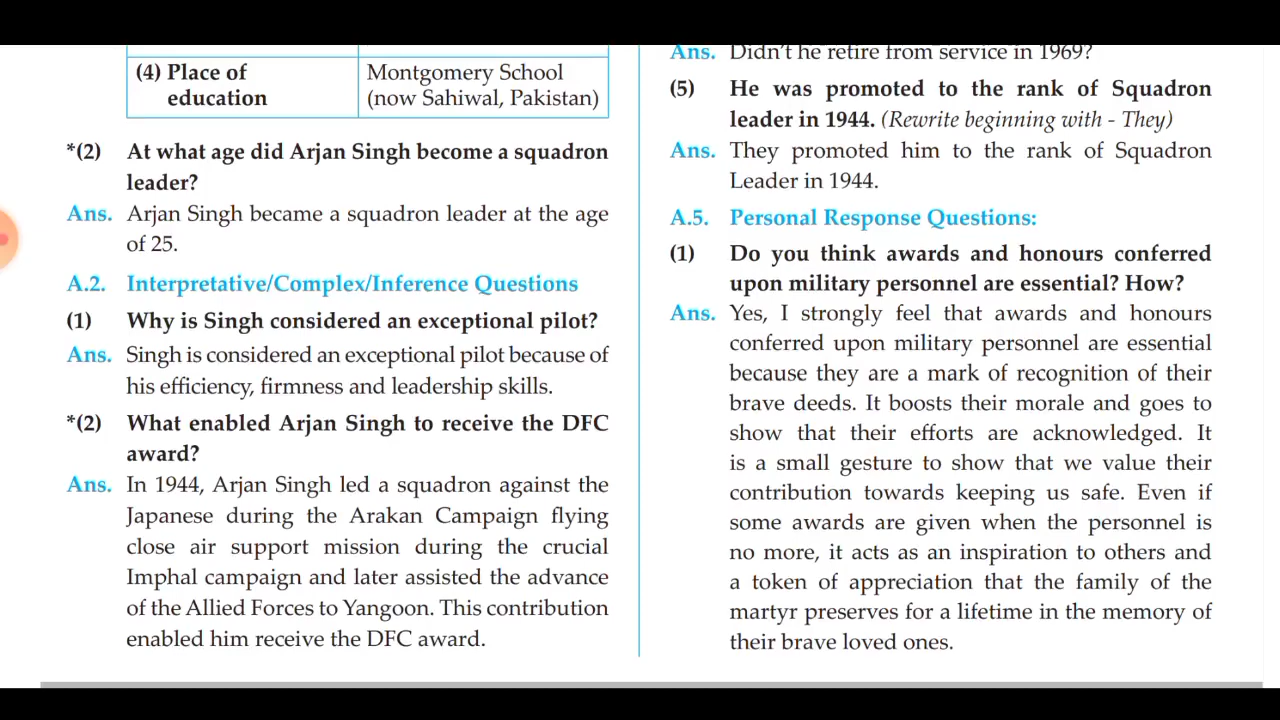 (4) Place of
education
Montgomery School
(now Sahiwal, Pakistan)
*(2) At what age did Arjan Singh become a squadron
leader?
Ans. Arjan Singh became a squadron leader at the age
of 25.
A.2. Interpretative/Complex/Inference Questions
(1) Why is Singh considered an exceptional pilot?
Ans. Singh is considered an exceptional pilot because of
his efficiency, firmness and leadership skills.
*(2) What enabled Arjan Singh to receive the DFC
award?
Ans. In 1944, Arjan Singh led a squadron against the
Japanese during the Arakan Campaign flying
close air support mission during the crucial
Imphal campaign and later assisted the advance
of the Allied Forces to Yangoon. This contribution
enabled him receive the DFC award.
Ans. Didn't he retire from service in 1969?
(5) He was promoted to the rank of Squadron
leader in 1944. (Rewrite beginning with - They)
Ans. They promoted him to the rank of Squadron
Leader in 1944.
A.5. Personal Response Questions:
(1) Do you think awards and honours conferred
upon military personnel are essential? How?
Ans. Yes, I strongly feel that awards and honours
conferred upon military personnel are essential
because they are a mark of recognition of their
brave deeds. It boosts their morale and goes to
show that their efforts are acknowledged. It
is a small gesture to show that we value their
contribution towards keeping us safe. Even if
some awards are given when the personnel is
no more, it acts as an inspiration to others and
a token of appreciation that the family of the
martyr preserves for a lifetime in the memory of
their brave loved ones.